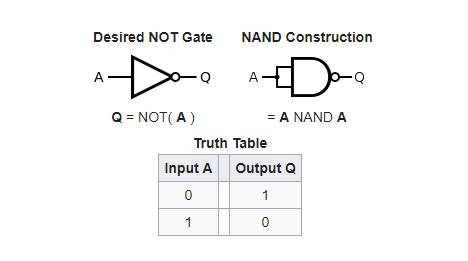 Desired NOT Gate NAND Construction
A Q A Q
Q = NOT( A ) = A NAND A
Truth Table
Input A Output Q
0 1
1 0